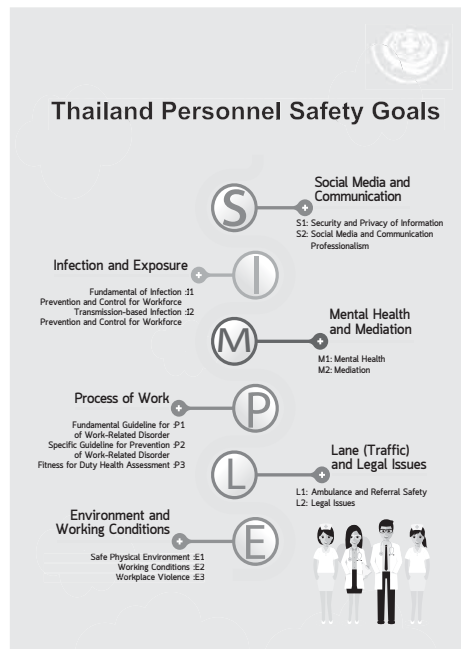 Thailand Personnel Safety Goals
S
Social Media and
Communication
S1: Security and Privacy of Information
S2: Social Media and Communication
Professionalism
I
Infection and Exposure
Fundamental of Infection :I1
Prevention and Control for Workforce
Transmission-based Infection :I2
Prevention and Control for Workforce
M
Mental Health
and Mediation
M1: Mental Health
M2: Mediation
P
Process of Work
Fundamental Guideline for :P1
of Work-Related Disorder
Specific Guideline for Prevention :P2
of Work-Related Disorder
Fitness for Duty Health Assessment :P3
L
Lane (Traffic)
and Legal Issues
L1: Ambulance and Referral Safety
L2: Legal Issues
E
Environment and
Working Conditions
Safe Physical Environment :E1
Working Conditions :E2
Workplace Violence :E3